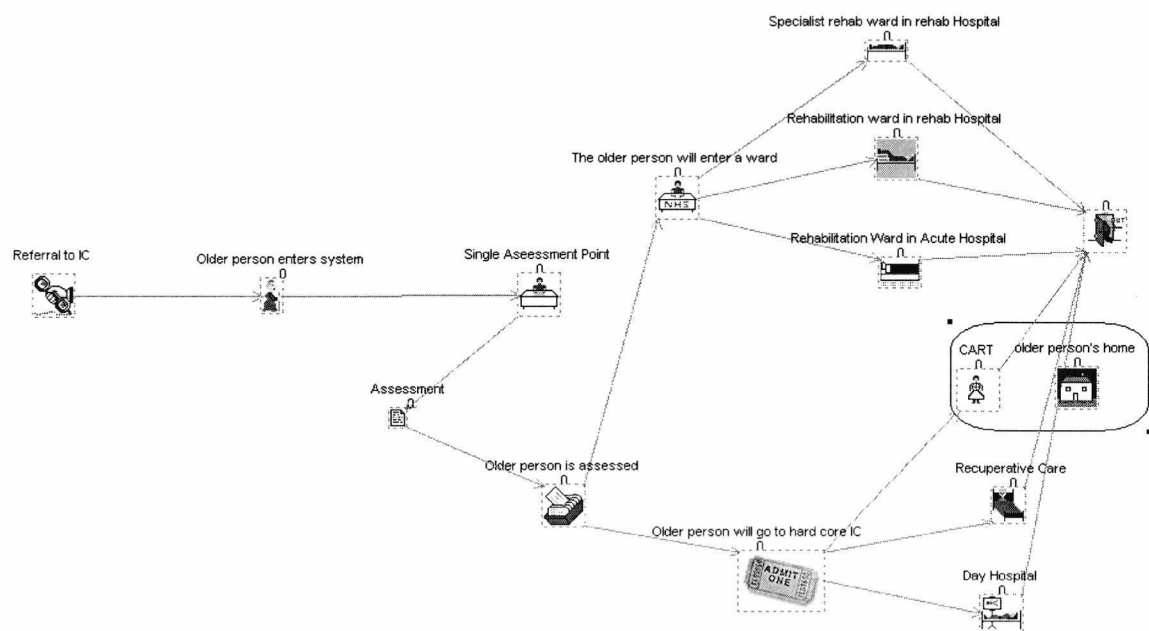 Specialist rehab ward in rehab Hospital
Rehabilitation ward in rehab Hospital
The older person will enter a ward
NHS
Rehabilitation Ward in Acute Hospital
Referral to IC
Older person enters system
Single Aseessment Point
CART
older person's home
Assessment
Older person is assessed
Recuperative Care
Older person will go to hard core IC
ADMIT
ONE
Day Hospital